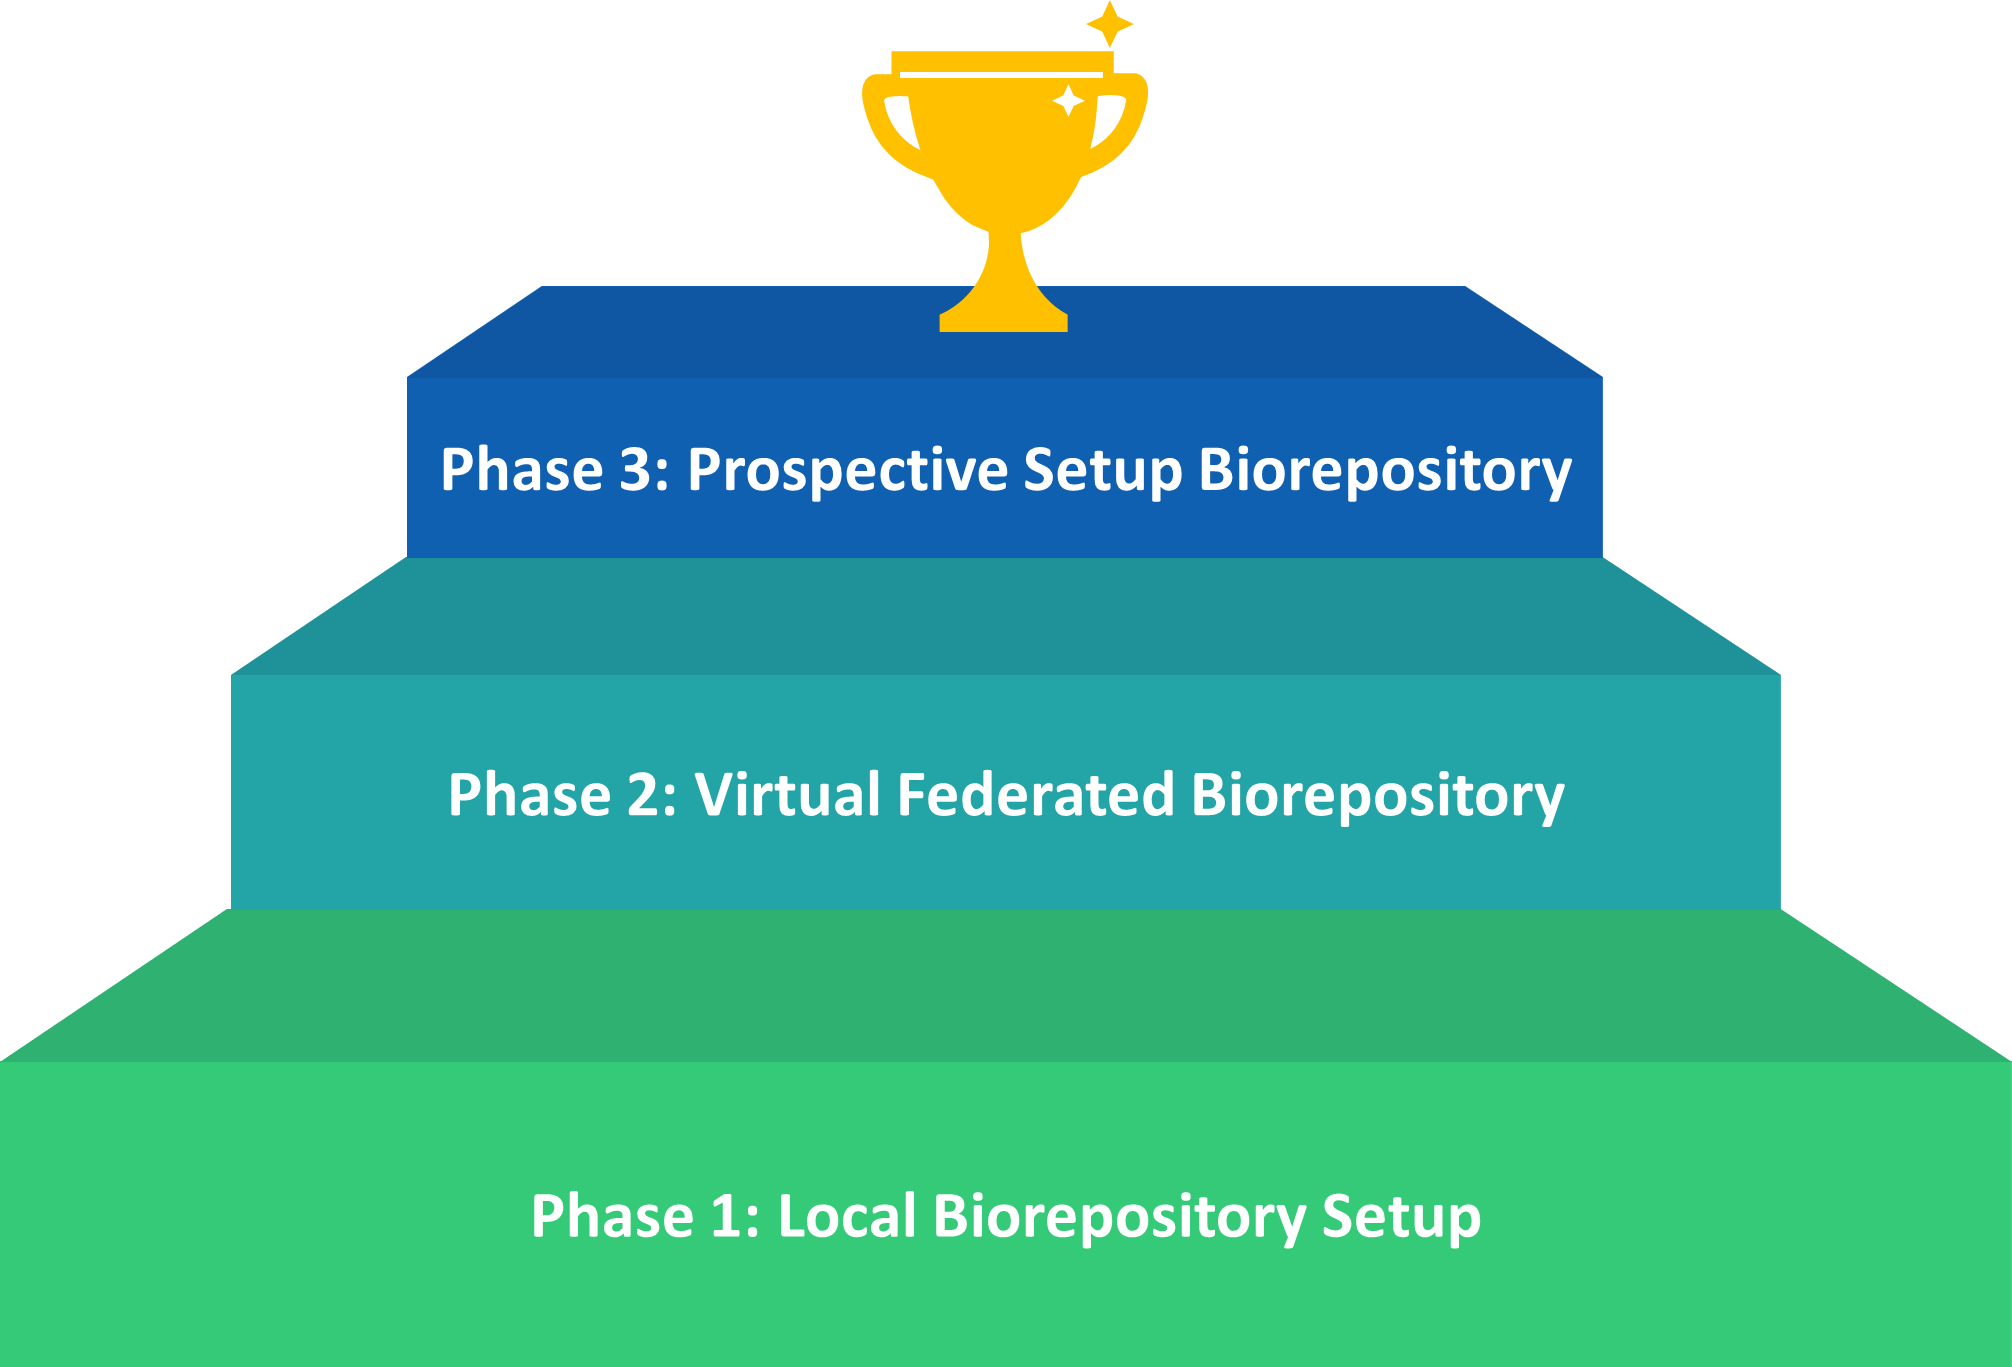 Phase 3: Prospective Setup Biorepository
Phase 2: Virtual Federated Biorepository
Phase 1: Local Biorepository Setup